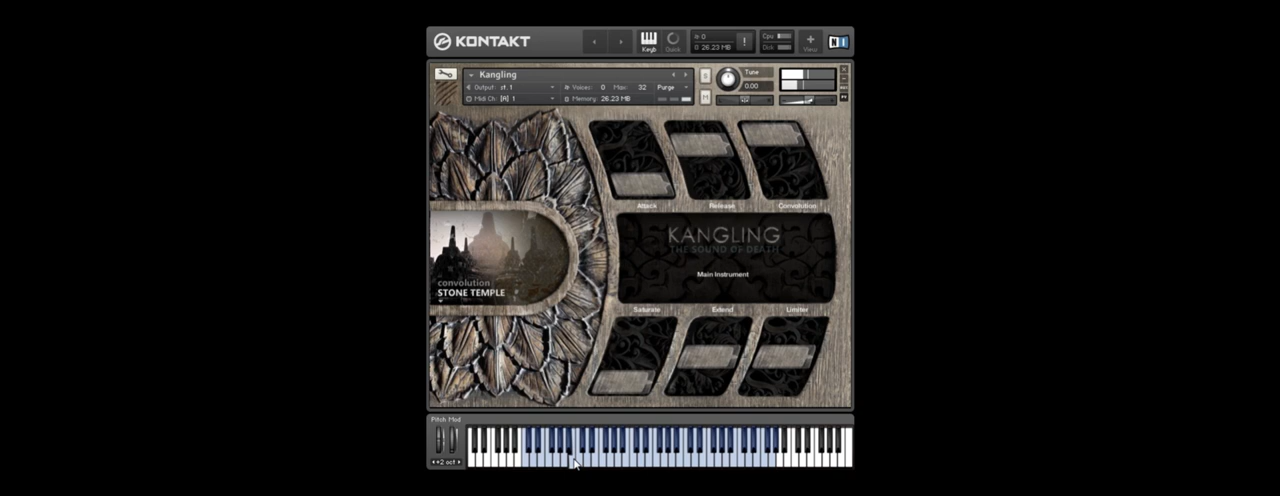 KONTAKT
Keyb
Quick
0
0 26.23 MB
!
Cpu
Disk
View
NI
Kangling
S
Tune
Output: st. 1
Voices: 0 Max: 32 Purge
0.00
Midi Ch: [A] 1
Memory: 26.23 MB
M
Attack
Release
Convolution
KANGLING
THE SOUND OF DEATH
Main Instrument
convolution
STONE TEMPLE
Saturate
Extend
Limiter
Pitch Mod
+2 oct